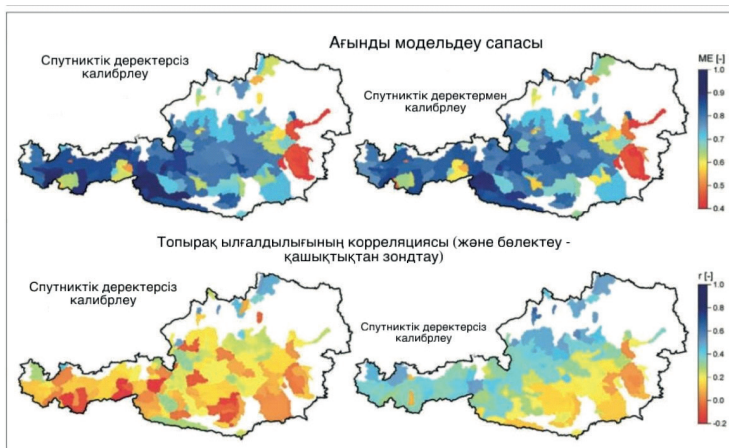 Ағынды модельдеу сапасы
Спутниктік деректерсіз
калибрлеу
Спутниктік деректермен
калибрлеу
ME [-]
1.0
0.9
0.8
0.7
0.6
0.5
0.4
Топырақ ылғалдылығының корреляциясы (және бөлектеу -
қашықтықтан зондтау)
Спутниктік деректерсіз
калибрлеу
Спутниктік деректерсіз
калибрлеу
r [-]
1.0
0.8
0.6
0.4
0.2
0.0
-0.2